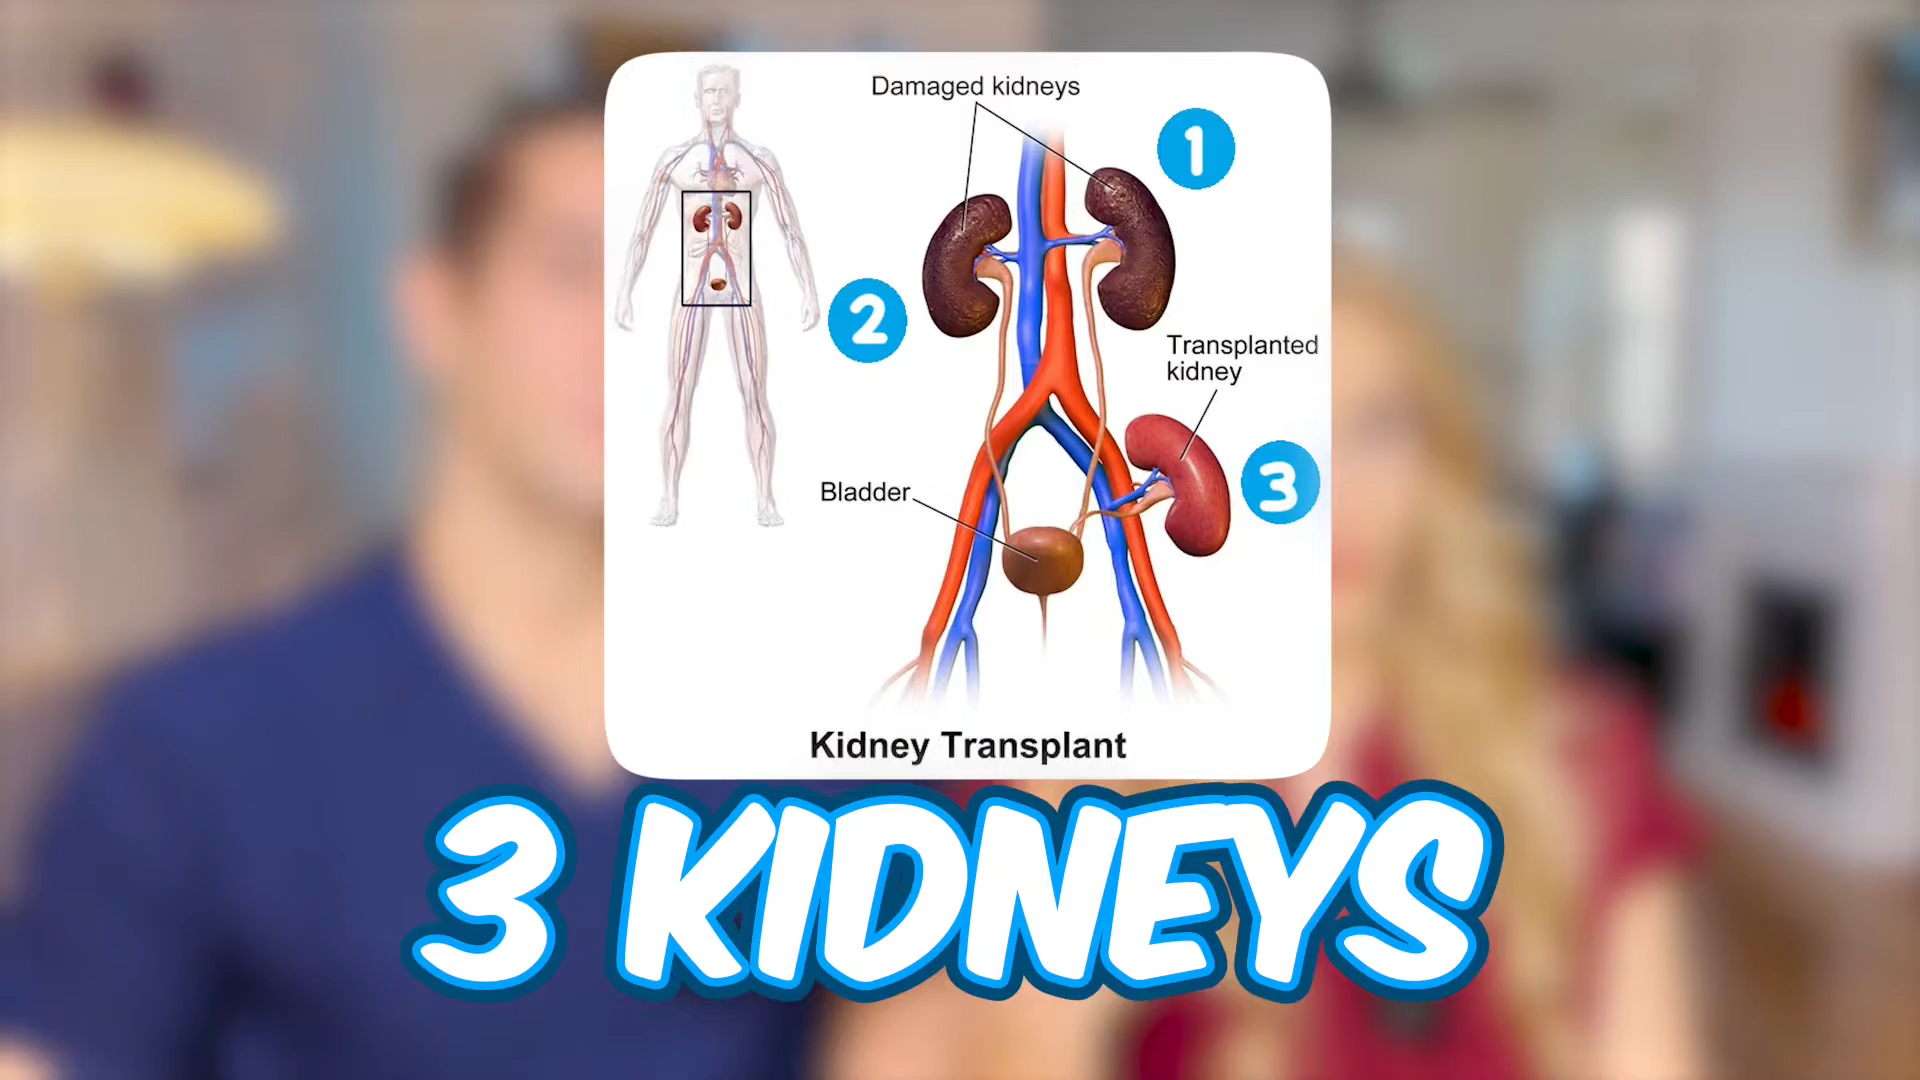 Damaged kidneys
1
2
Transplanted
kidney
3
Bladder
Kidney Transplant
3 KIDNEYS